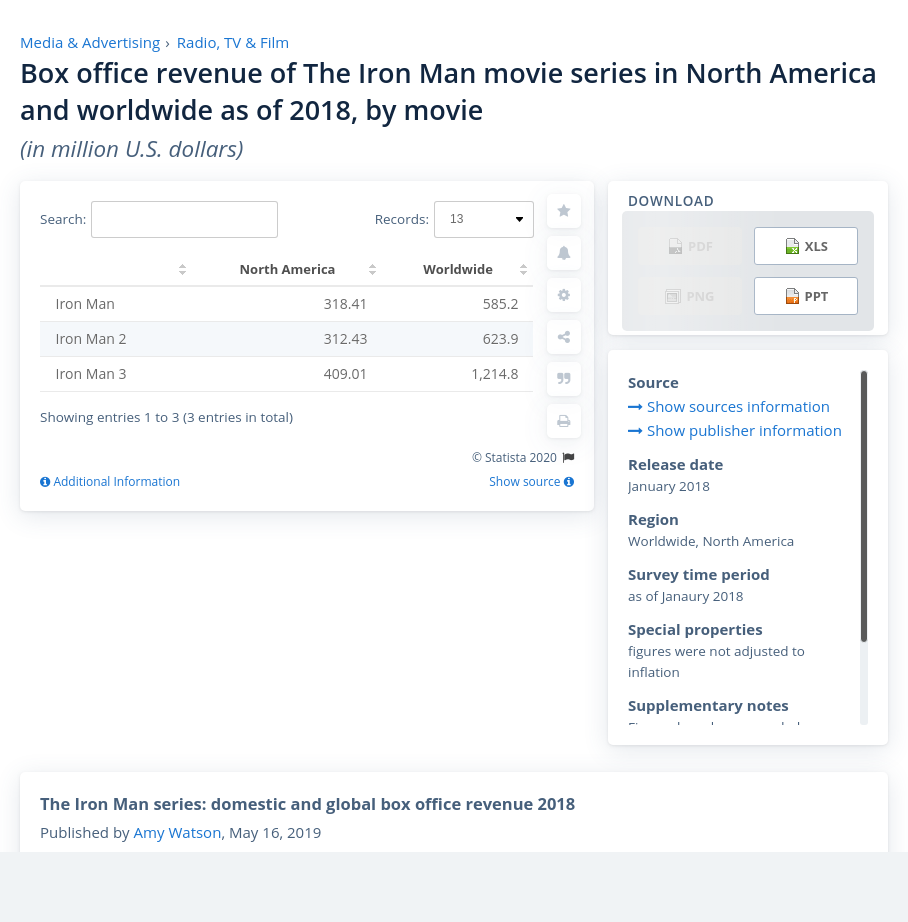 Media & Advertising › Radio, TV & Film
Box office revenue of The Iron Man movie series in North America
and worldwide as of 2018, by movie
(in million U.S. dollars)
Search:
Records: 13
North America Worldwide
Iron Man 318.41 585.2
Iron Man 2 312.43 623.9
Iron Man 3 409.01 1,214.8
Showing entries 1 to 3 (3 entries in total)
© Statista 2020
Additional Information
Show source
DOWNLOAD
PDF XLS
PNG PPT
Source
Show sources information
Show publisher information
Release date
January 2018
Region
Worldwide, North America
Survey time period
as of Janaury 2018
Special properties
figures were not adjusted to
inflation
Supplementary notes
The Iron Man series: domestic and global box office revenue 2018
Published by Amy Watson, May 16, 2019